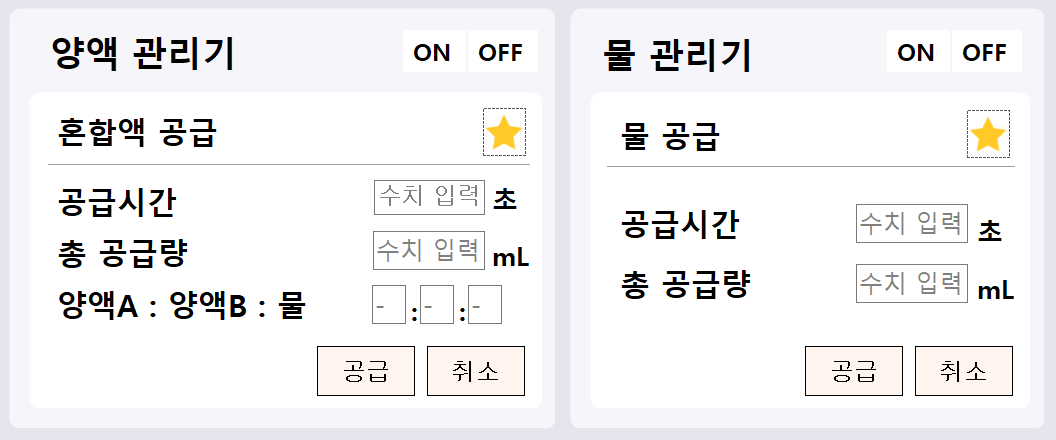 양액 관리기 ON OFF
혼합액 공급
공급시간 수치 입력 초
총 공급량 수치 입력 mL
양액A : 양액B : 물 - : - : -
공급 취소
물 관리기 ON OFF
물 공급
공급시간 수치 입력 초
총 공급량 수치 입력 mL
공급 취소